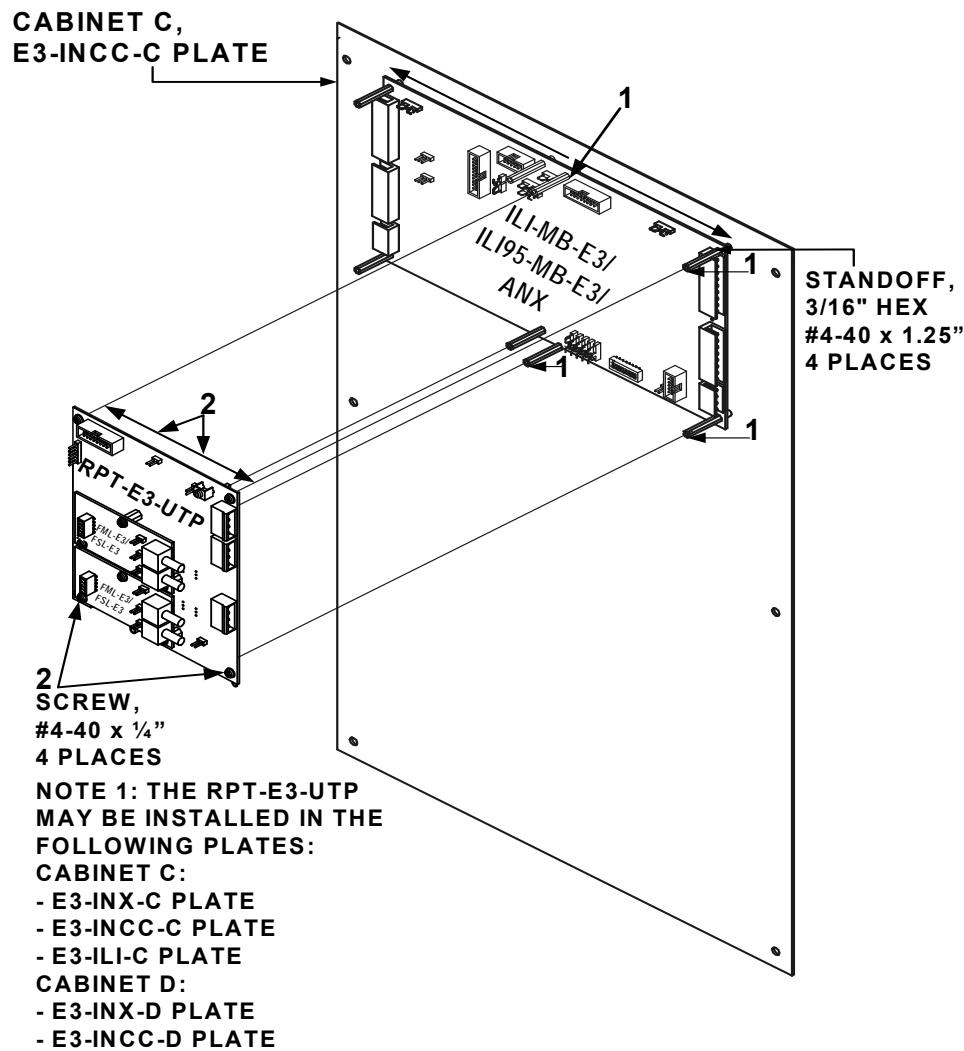 CABINET C,
E3-INCC-C PLATE
1
ILI-MB-E3/
ILI95-MB-E3/
ANX
1
STANDOFF,
3/16" HEX
#4-40 x 1.25”
4 PLACES
1
1
2
RPT-E3-UTP
FML-E3/
FSL-E3
FML-E3/
FSL-E3
2
SCREW,
#4-40 x ¼”
4 PLACES
NOTE 1: THE RPT-E3-UTP
MAY BE INSTALLED IN THE
FOLLOWING PLATES:
CABINET C:
- E3-INX-C PLATE
- E3-INCC-C PLATE
- E3-ILI-C PLATE
CABINET D:
- E3-INX-D PLATE
- E3-INCC-D PLATE